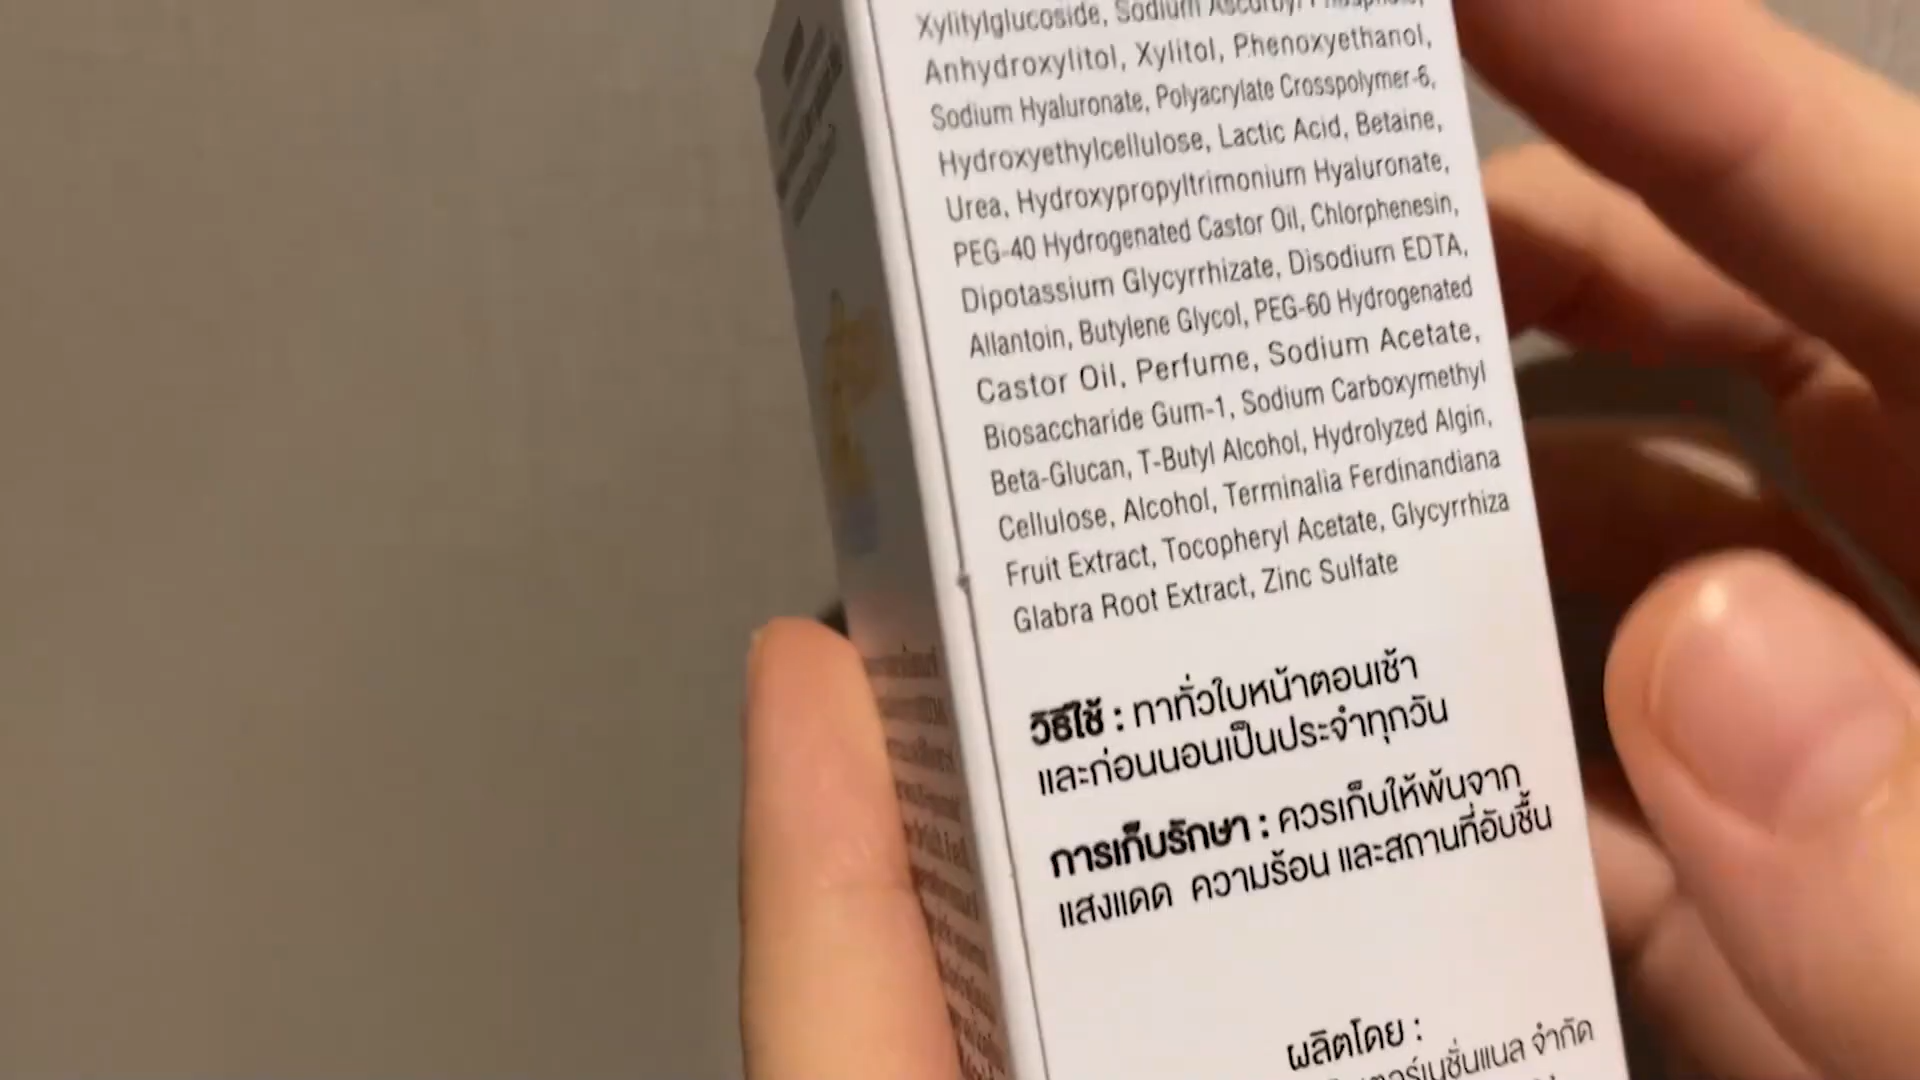 Xylitylglucoside, Sodium Ascorbyl Phosphate,
Anhydroxylitol, Xylitol, Phenoxyethanol,
Sodium Hyaluronate, Polyacrylate Crosspolymer-6,
Hydroxyethylcellulose, Lactic Acid, Betaine,
Urea, Hydroxypropyltrimonium Hyaluronate,
PEG-40 Hydrogenated Castor Oil, Chlorphenesin,
Dipotassium Glycyrrhizate, Disodium EDTA,
Allantoin, Butylene Glycol, PEG-60 Hydrogenated
Castor Oil, Perfume, Sodium Acetate,
Biosaccharide Gum-1, Sodium Carboxymethyl
Beta-Glucan, T-Butyl Alcohol, Hydrolyzed Algin,
Cellulose, Alcohol, Terminalia Ferdinandiana
Fruit Extract, Tocopheryl Acetate, Glycyrrhiza
Glabra Root Extract, Zinc Sulfate
วิธีใช้ : ทาทั่วใบหน้าตอนเช้า
และก่อนนอนเป็นประจำทุกวัน
การเก็บรักษา : ควรเก็บให้พ้นจาก
แสงแดด ความร้อน และสถานที่อับชื้น
ผลิตโดย :
จำกัด